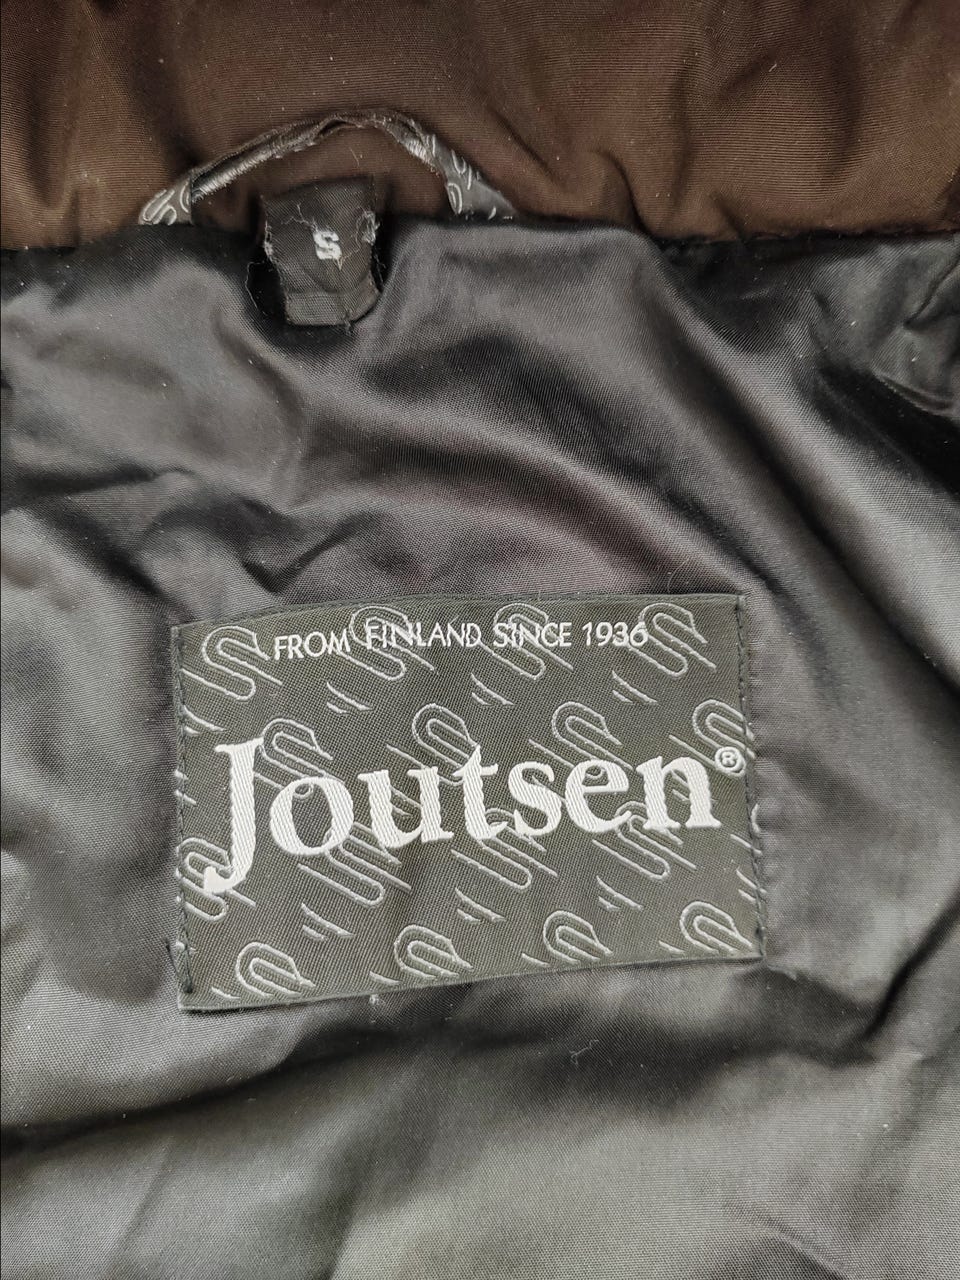 S
FROM FINLAND SINCE 1936
Joutsen®